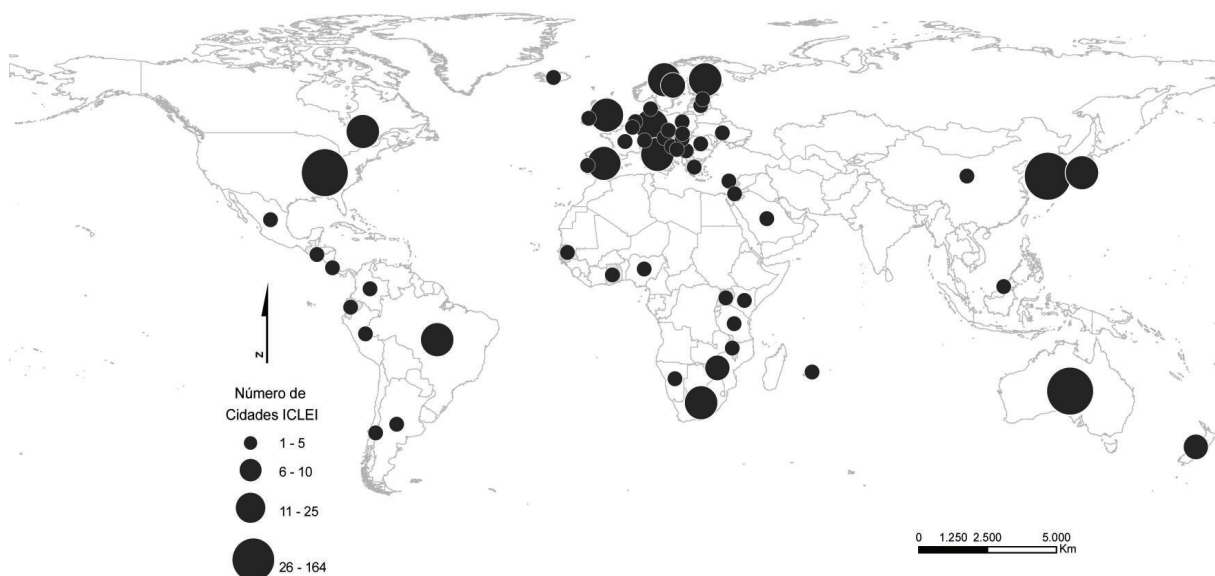 N
Número de
Cidades ICLEI
1 - 5
6 - 10
11 - 25
26 - 164
0 1.250 2.500 5.000
Km